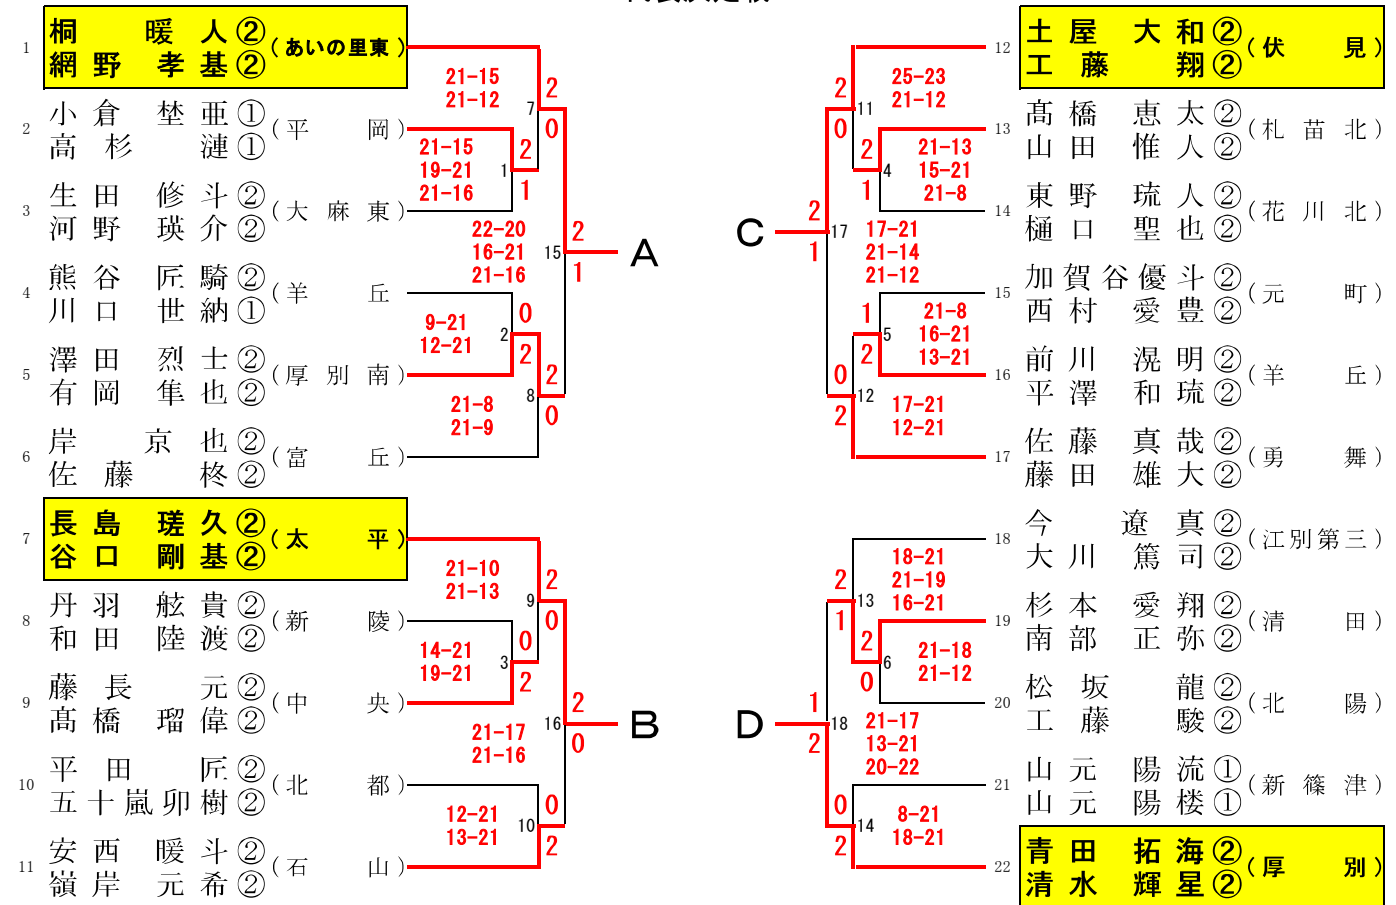 1 桐 暖 人② (あいの里東)
網 野 孝 基②
2 小 倉 埜 亜① (平 岡)
高 杉 漣①
3 生 田 修 斗② (大 麻 東)
河 野 瑛 介②
4 熊 谷 匠 騎② (羊 丘)
川 口 世 納①
5 澤 田 烈 士② (厚 別 南)
有 岡 隼 也②
6 岸 京 也② (富 丘)
佐 藤 柊②
7 長 島 瑳 久② (太 平)
谷 口 剛 基②
8 丹 羽 舷 貴② (新 陵)
和 田 陸 渡②
9 藤 長 元② (中 央)
髙 橋 瑠 偉②
10 平 田 匠② (北 都)
五十嵐卯樹②
11 安 西 暖 斗② (石 山)
嶺 岸 元 希②
21-15
21-12
7
2
0
21-15
19-21
21-16
1
2
1
22-20
16-21
21-16
15
2
1
A
9-21
12-21
2
0
2
21-8
21-9
8
2
0
21-10
21-13
9
2
0
14-21
19-21
3
0
2
21-17
21-16
16
2
0
B
12-21
13-21
10
0
2
25-23
21-12
11
2
0
21-13
15-21
21-8
4
2
1
C
2
1
17
17-21
21-14
21-12
21-8
16-21
13-21
5
1
2
17-21
12-21
12
0
2
18-21
21-19
16-21
13
2
1
21-18
21-12
6
2
0
D
1
2
18
21-17
13-21
20-22
8-21
18-21
14
0
2
12 土 屋 大 和② (伏 見)
工 藤 翔②
13 髙 橋 恵 太② (札 苗 北)
山 田 惟 人②
14 東 野 琉 人② (花 川 北)
樋 口 聖 也②
15 加賀谷優斗② (元 町)
西 村 愛 豊②
16 前 川 滉 明② (羊 丘)
平 澤 和 琉②
17 佐 藤 真 哉② (勇 舞)
藤 田 雄 大②
18 今 遼 真② (江別第三)
大 川 篤 司②
19 杉 本 愛 翔② (清 田)
南 部 正 弥②
20 松 坂 龍② (北 陽)
工 藤 駿②
21 山 元 陽 流① (新 篠 津)
山 元 陽 楼①
22 青 田 拓 海② (厚 別)
清 水 輝 星②